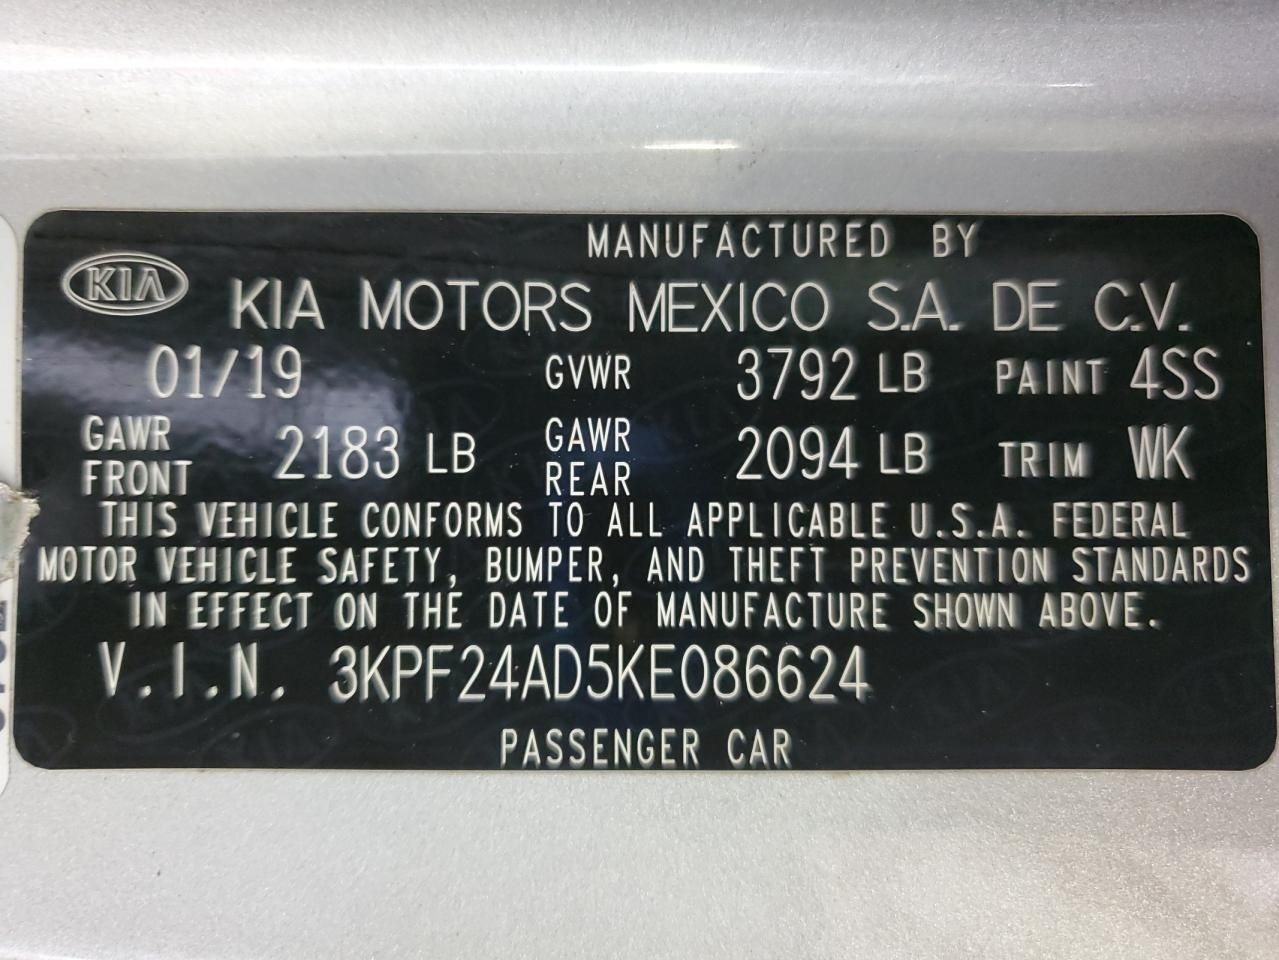 MANUFACTURED BY
KIA KIA MOTORS MEXICO S.A. DE C.V.
01/19 GVWR 3792 LB PAINT 4SS
GAWR FRONT 2183 LB GAWR REAR 2094 LB TRIM WK
THIS VEHICLE CONFORMS TO ALL APPLICABLE U.S.A. FEDERAL
MOTOR VEHICLE SAFETY, BUMPER, AND THEFT PREVENTION STANDARDS
IN EFFECT ON THE DATE OF MANUFACTURE SHOWN ABOVE.
V.I.N. 3KPF24AD5KE086624
PASSENGER CAR